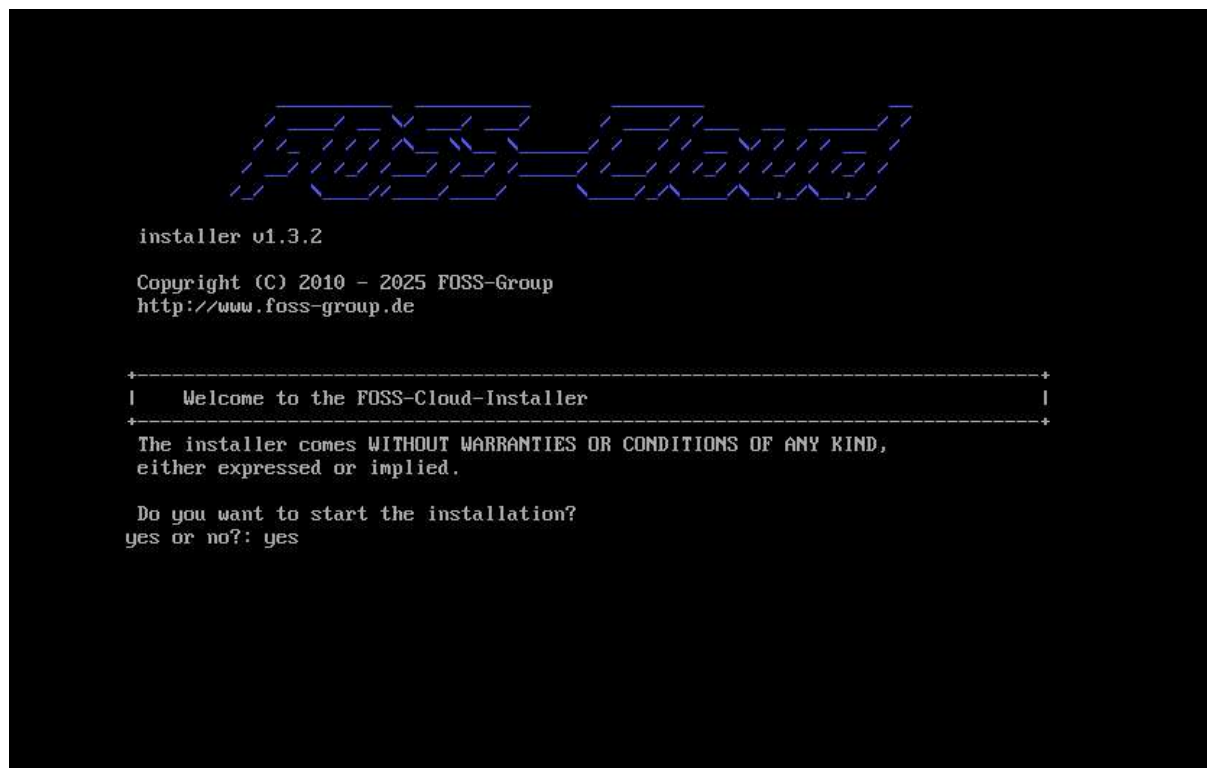 FOSS-Cloud
installer v1.3.2
Copyright (C) 2010 - 2025 FOSS-Group
http://www.foss-group.de
Welcome to the FOSS-Cloud-Installer
The installer comes WITHOUT WARRANTIES OR CONDITIONS OF ANY KIND,
either expressed or implied.
Do you want to start the installation?
yes or no?: yes